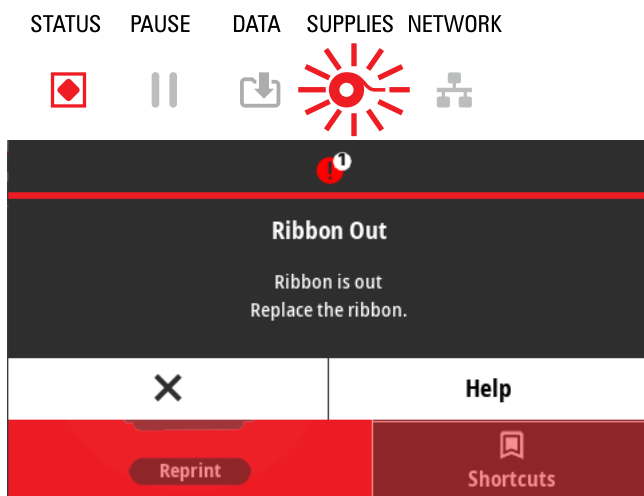 STATUS PAUSE DATA SUPPLIES NETWORK
1
Ribbon Out
Ribbon is out
Replace the ribbon.
Help
Reprint
Shortcuts